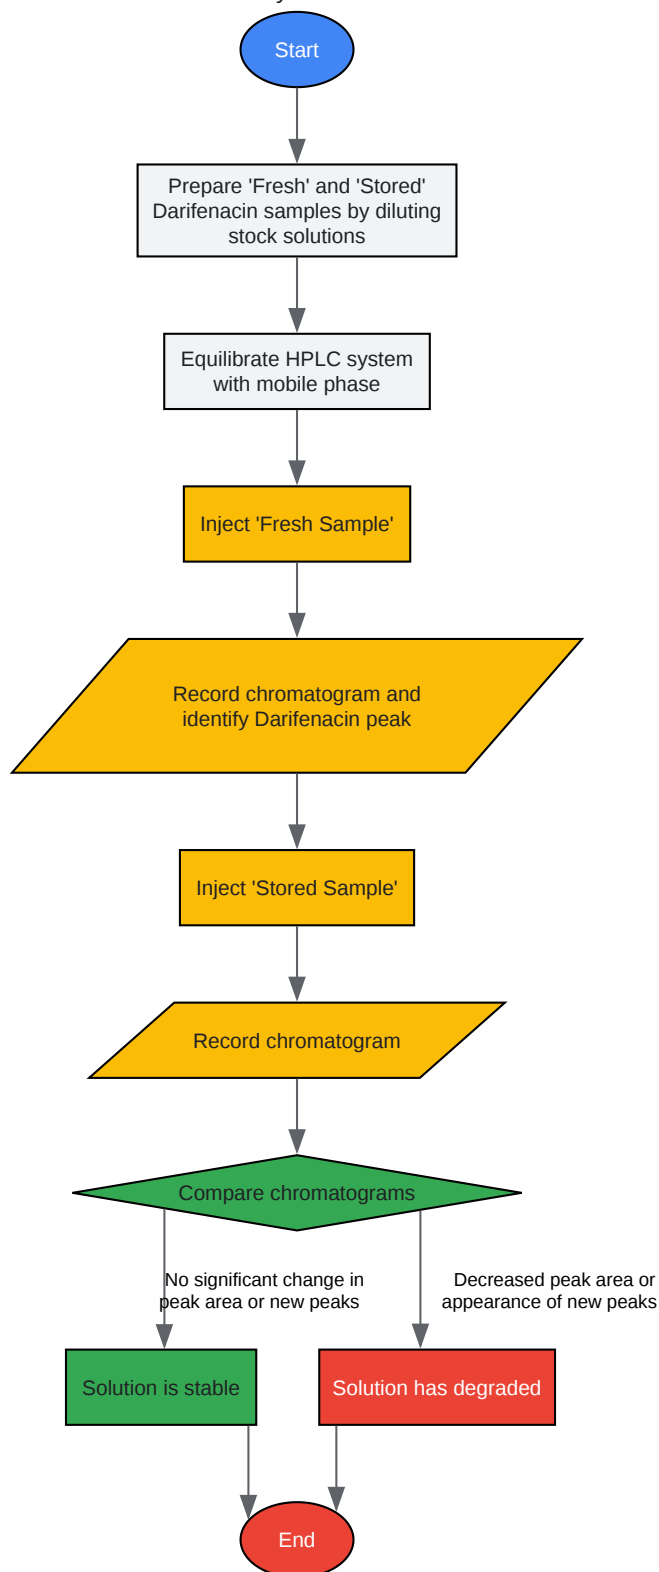 Start
Prepare 'Fresh' and 'Stored'
Darifenacin samples by diluting
stock solutions
Equilibrate HPLC system
with mobile phase
Inject 'Fresh Sample'
Record chromatogram and
identify Darifenacin peak
Inject 'Stored Sample'
Record chromatogram
Compare chromatograms
No significant change in
peak area or new peaks
Decreased peak area or
appearance of new peaks
Solution is stable
Solution has degraded
End